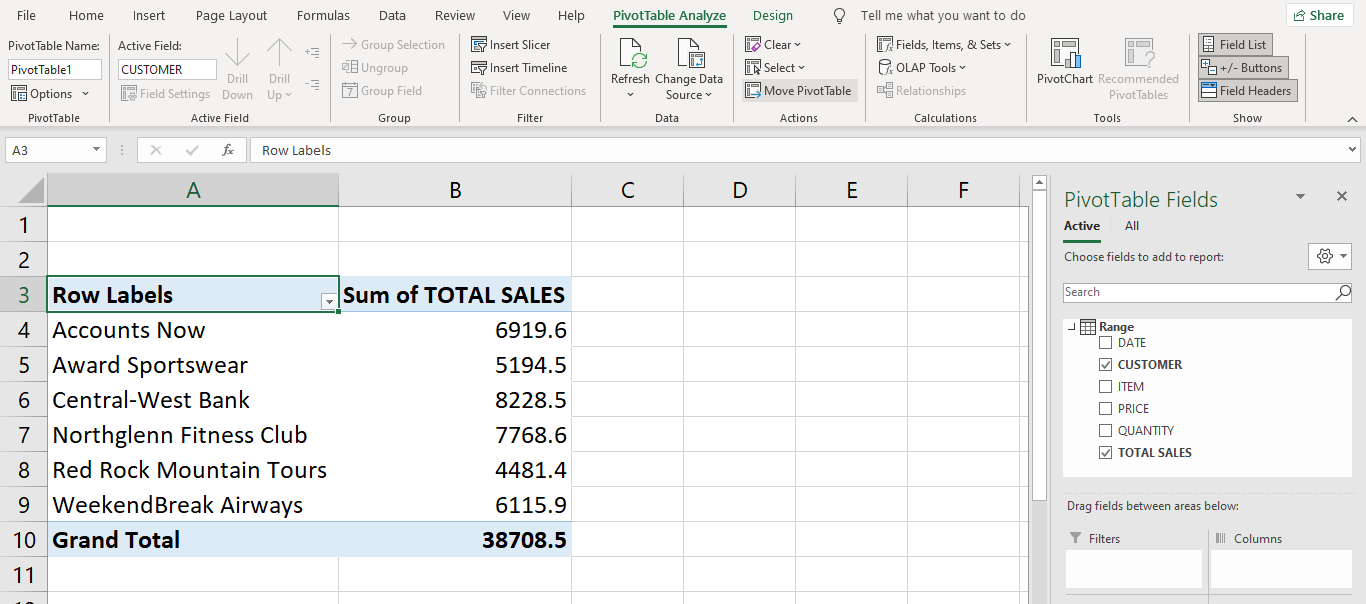 File Home Insert Page Layout Formulas Data Review View Help PivotTable Analyze Design Tell me what you want to do Share
PivotTable Name: Active Field: Group Selection Insert Slicer Clear Fields, Items, & Sets Field List
PivotTable1 CUSTOMER Drill Down Drill Up Ungroup Insert Timeline Refresh Change Data Source Select OLAP Tools PivotChart Recommended PivotTables +/- Buttons
Options Field Settings 7 Group Field Filter Connections Move PivotTable Relationships ? Field Headers
PivotTable Active Field Group Filter Data Actions Calculations Tools Show
A3 fx Row Labels
A B C D E F
1
2
3 Row Labels Sum of TOTAL SALES
4 Accounts Now 6919.6
5 Award Sportswear 5194.5
6 Central-West Bank 8228.5
7 Northglenn Fitness Club 7768.6
8 Red Rock Mountain Tours 4481.4
9 WeekendBreak Airways 6115.9
10 Grand Total 38708.5
11
PivotTable Fields
Active All
Choose fields to add to report:
Search
Range
DATE
CUSTOMER
ITEM
PRICE
QUANTITY
TOTAL SALES
Drag fields between areas below:
Filters Columns